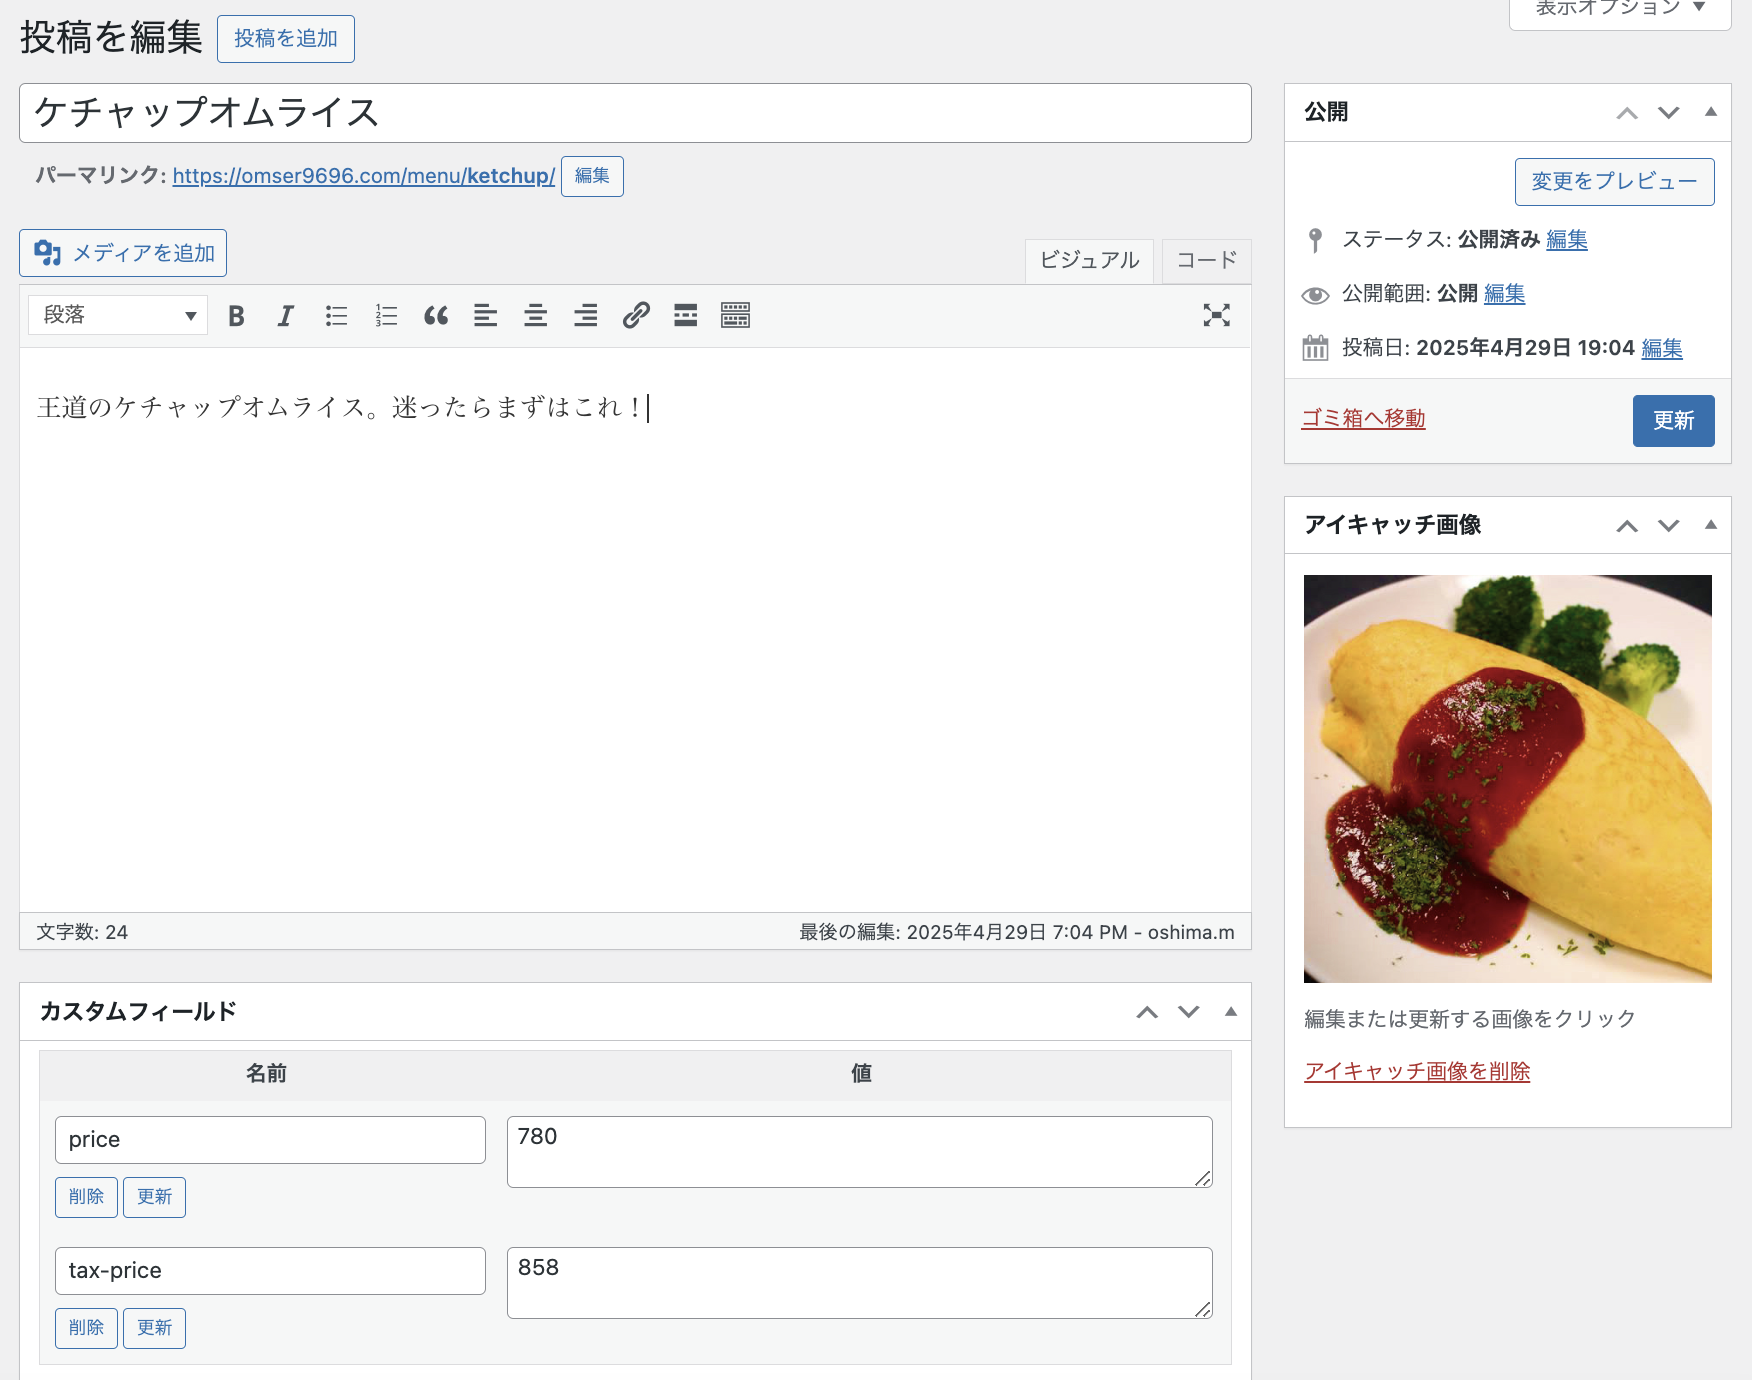 表示オプション ▼
投稿を編集 投稿を追加
ケチャップオムライス
パーマリンク: https://omser9696.com/menu/ketchup/ 編集
メディアを追加
ビジュアル コード
段落
王道のケチャップオムライス。迷ったらまずはこれ！
文字数: 24
最後の編集: 2025年4月29日 7:04 PM - oshima.m
カスタムフィールド
名前 値
price 780
削除 更新
tax-price 858
削除 更新
公開
変更をプレビュー
ステータス: 公開済み 編集
公開範囲: 公開 編集
投稿日: 2025年4月29日 19:04 編集
ゴミ箱へ移動 更新
アイキャッチ画像
編集または更新する画像をクリック
アイキャッチ画像を削除